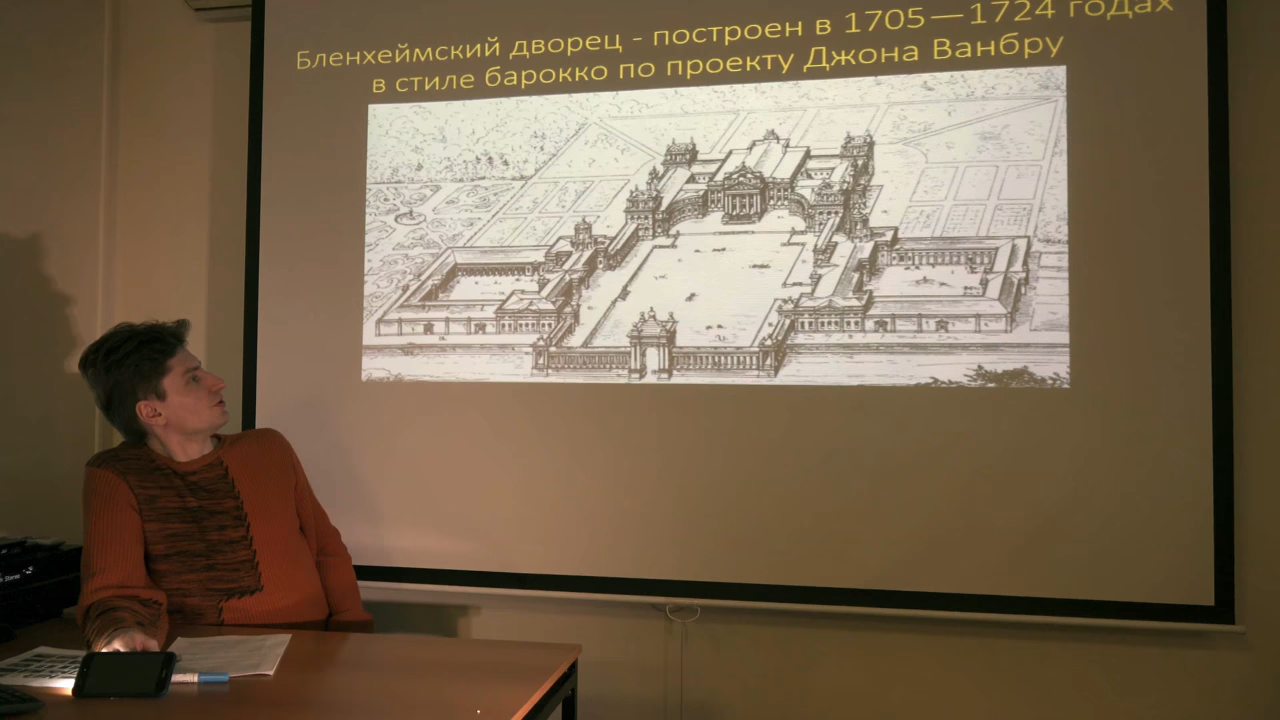 Бленхеймский дворец - построен в 1705—1724 годах
в стиле барокко по проекту Джона Ванбру